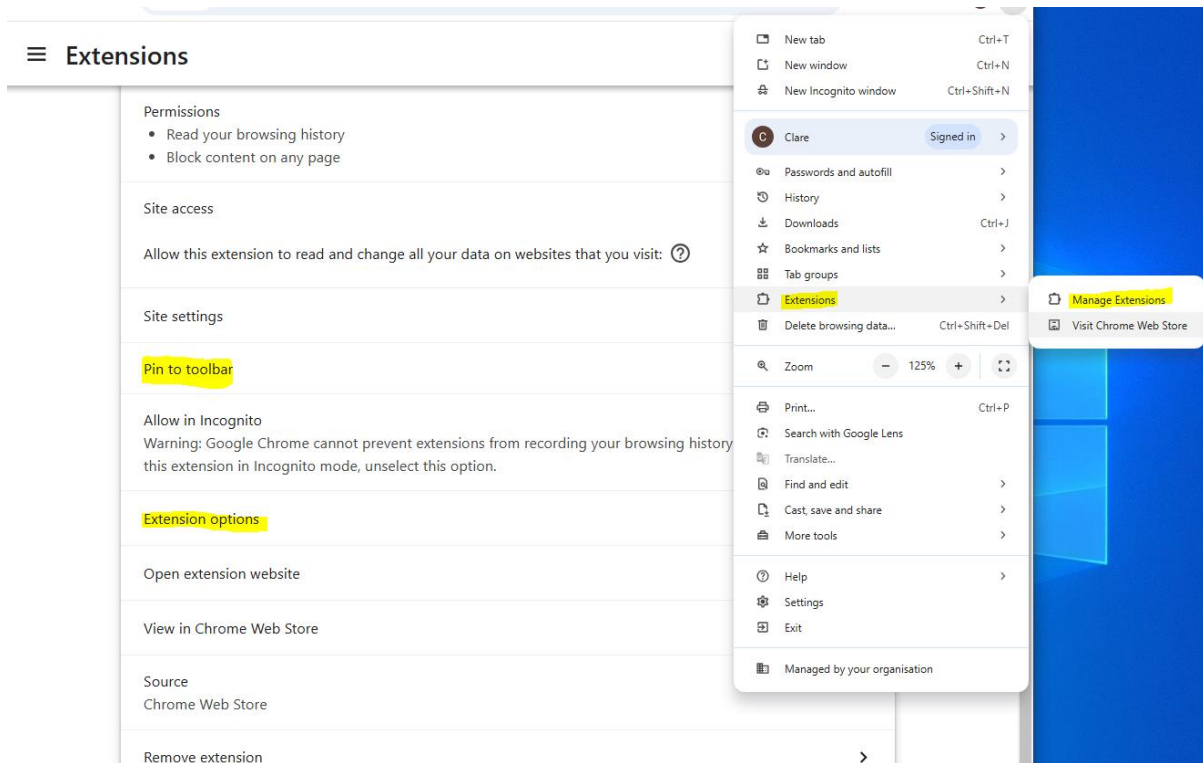 Extensions
Permissions
• Read your browsing history
• Block content on any page
Site access
Allow this extension to read and change all your data on websites that you visit:
Site settings
Pin to toolbar
Allow in Incognito
Warning: Google Chrome cannot prevent extensions from recording your browsing history
this extension in Incognito mode, unselect this option.
Extension options
Open extension website
View in Chrome Web Store
Source
Chrome Web Store
Remove extension
New tab Ctrl+T
New window Ctrl+N
New Incognito window Ctrl+Shift+N
C Clare Signed in
Passwords and autofill
History
Downloads Ctrl+J
Bookmarks and lists
Tab groups
Extensions
Delete browsing data... Ctrl+Shift+Del
Zoom − 125% +
Print... Ctrl+P
Search with Google Lens
Translate...
Find and edit
Cast, save and share
More tools
Help
Settings
Exit
Managed by your organisation
Manage Extensions
Visit Chrome Web Store